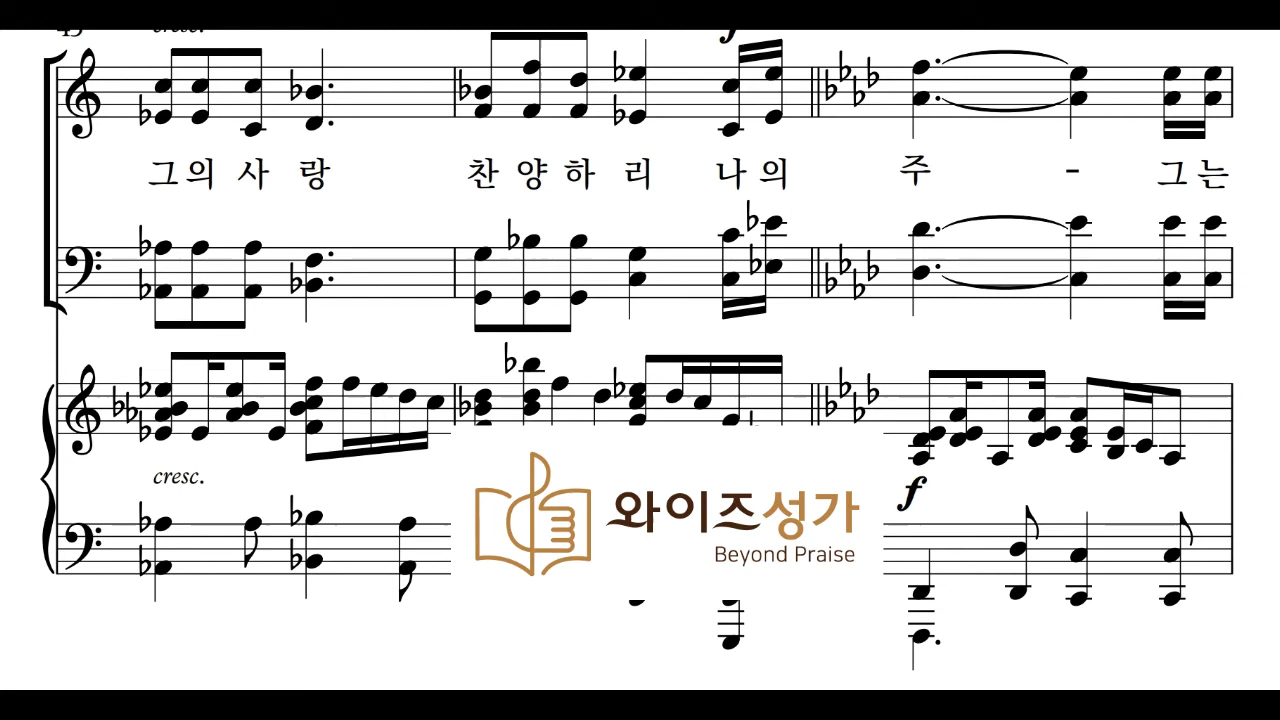 cresc.
그의 사랑 찬양하리 나의 주 - 그는
cresc.
f
와이즈성가
Beyond Praise